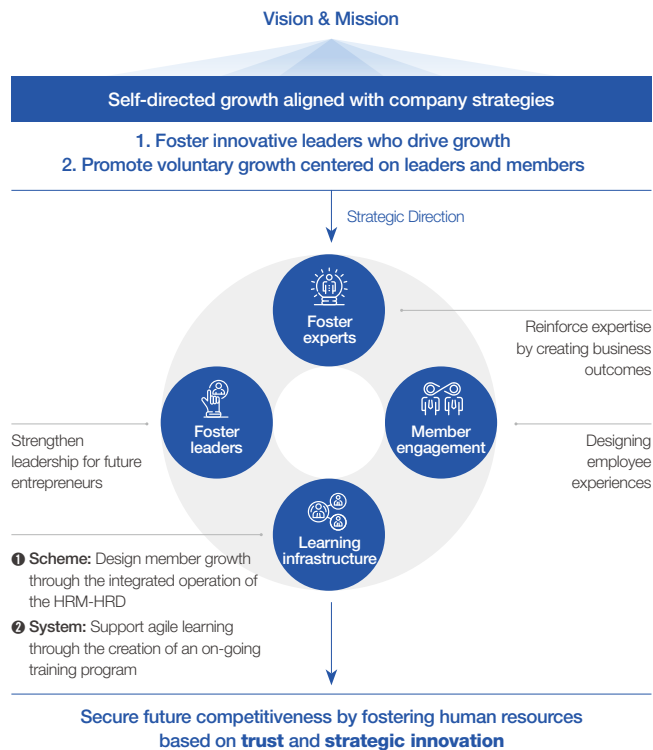 Vision & Mission
Self-directed growth aligned with company strategies
1. Foster innovative leaders who drive growth
2. Promote voluntary growth centered on leaders and members
Strategic Direction
Foster
experts
Reinforce expertise
by creating business
outcomes
Foster
leaders
Member
engagement
Strengthen
leadership for future
entrepreneurs
Designing
employee
experiences
Learning
infrastructure
❶ Scheme: Design member growth
through the integrated operation of
the HRM-HRD
❷ System: Support agile learning
through the creation of an on-going
training program
Secure future competitiveness by fostering human resources
based on trust and strategic innovation